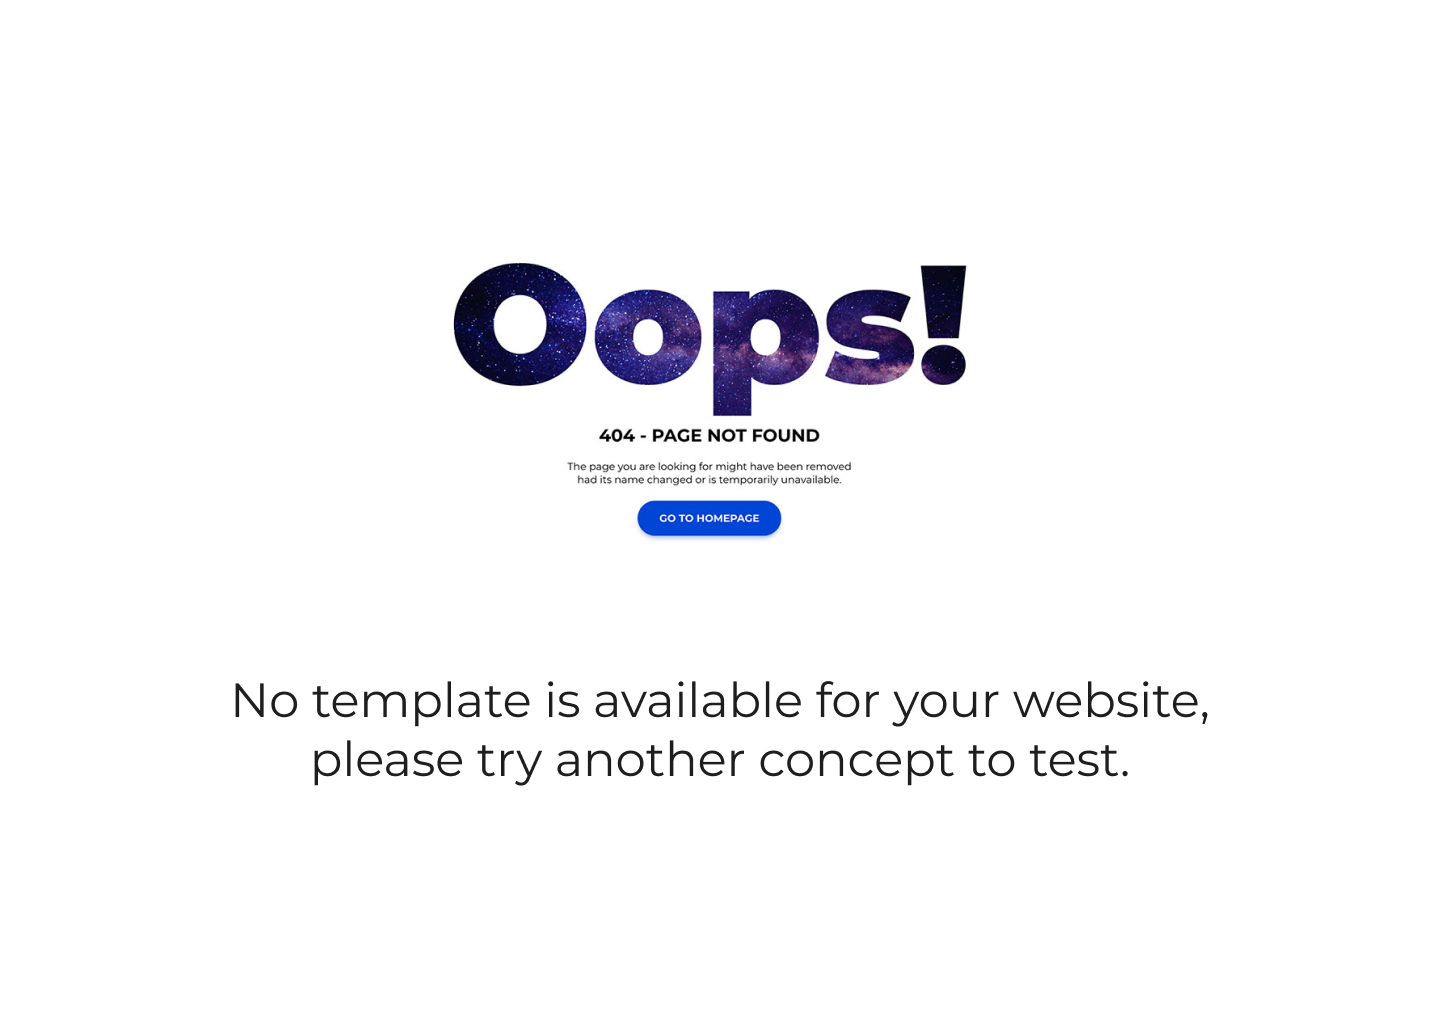 Oops!
404 - PAGE NOT FOUND
The page you are looking for might have been removed
had its name changed or is temporarily unavailable.
GO TO HOMEPAGE
No template is available for your website,
please try another concept to test.